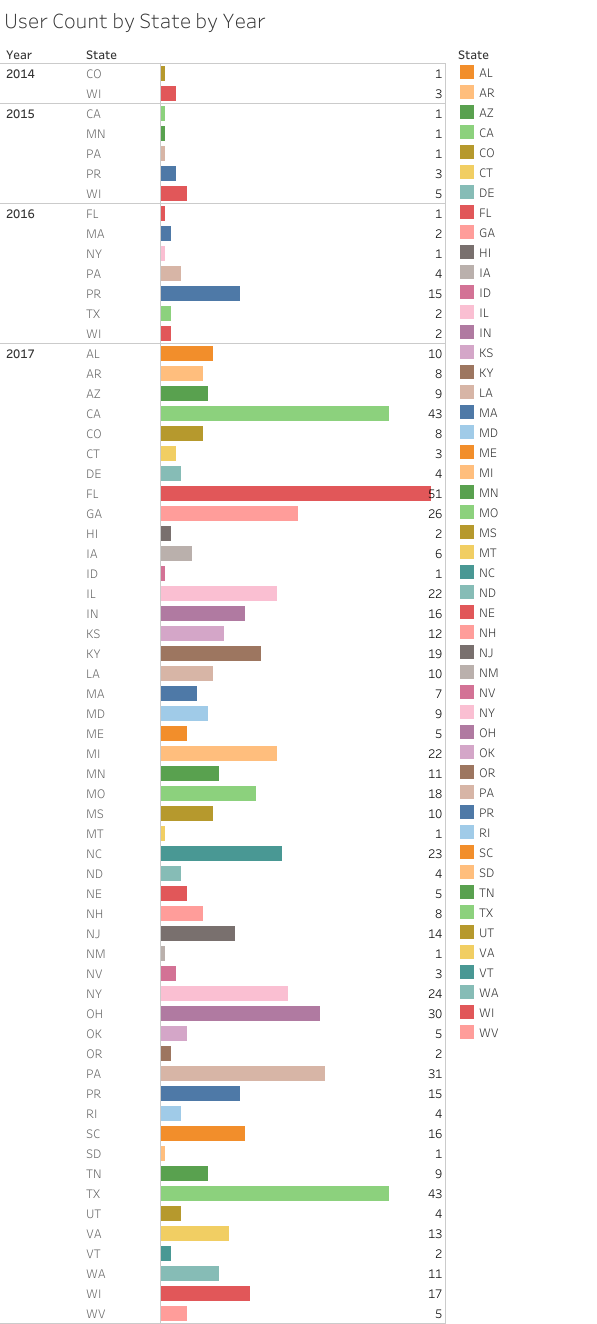 User Count by State by Year
Year State
2014 CO 1
WI 3
2015 CA 1
MN 1
PA 1
PR 3
WI 5
2016 FL 1
MA 2
NY 1
PA 4
PR 15
TX 2
WI 2
2017 AL 10
AR 8
AZ 9
CA 43
CO 8
CT 3
DE 4
FL 51
GA 26
HI 2
IA 6
ID 1
IL 22
IN 16
KS 12
KY 19
LA 10
MA 7
MD 9
ME 5
MI 22
MN 11
MO 18
MS 10
MT 1
NC 23
ND 4
NE 5
NH 8
NJ 14
NM 1
NV 3
NY 24
OH 30
OK 5
OR 2
PA 31
PR 15
RI 4
SC 16
SD 1
TN 9
TX 43
UT 4
VA 13
VT 2
WA 11
WI 17
WV 5
State
AL
AR
AZ
CA
CO
CT
DE
FL
GA
HI
IA
ID
IL
IN
KS
KY
LA
MA
MD
ME
MI
MN
MO
MS
MT
NC
ND
NE
NH
NJ
NM
NV
NY
OH
OK
OR
PA
PR
RI
SC
SD
TN
TX
UT
VA
VT
WA
WI
WV